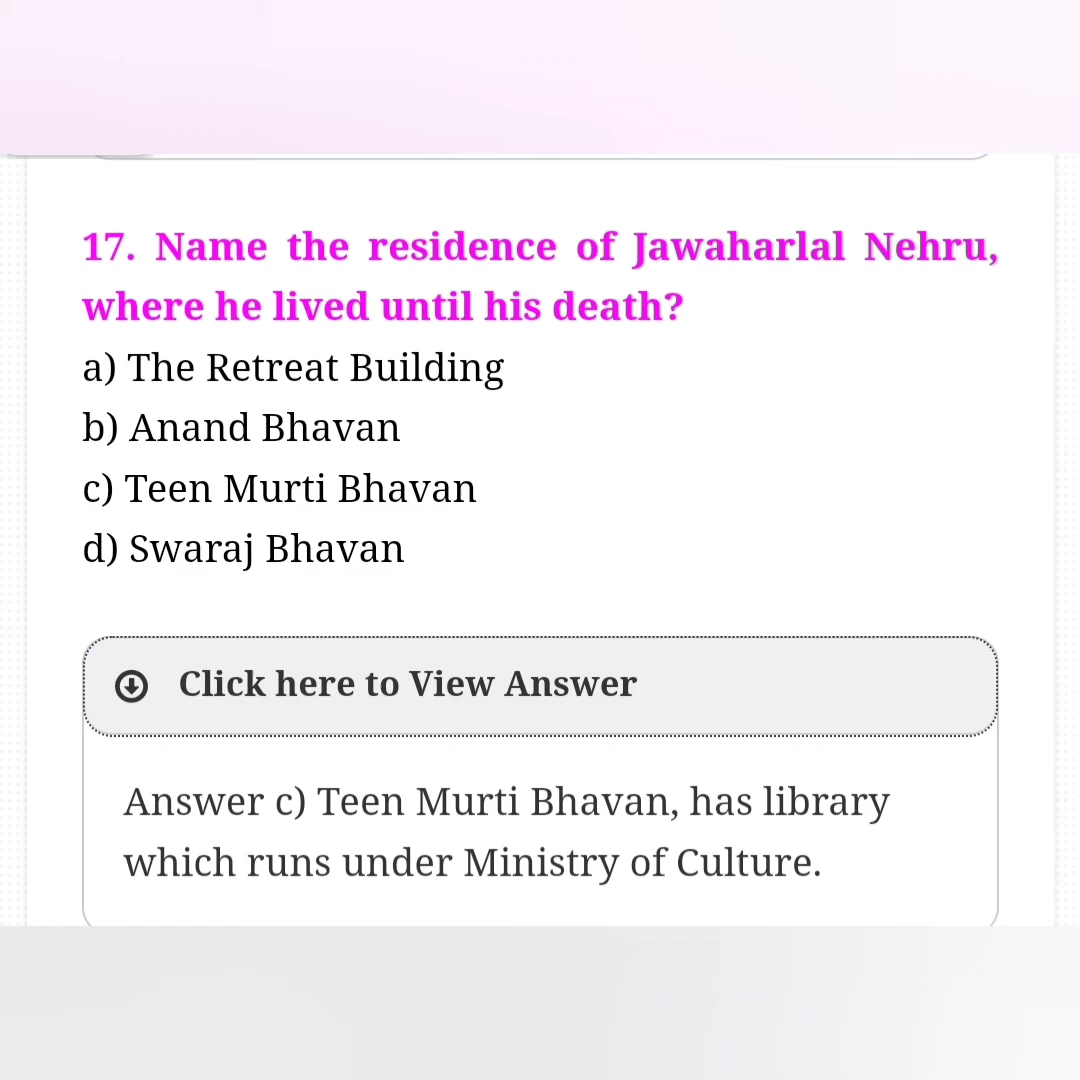 17. Name the residence of Jawaharlal Nehru,
where he lived until his death?
a) The Retreat Building
b) Anand Bhavan
c) Teen Murti Bhavan
d) Swaraj Bhavan
Click here to View Answer
Answer c) Teen Murti Bhavan, has library
which runs under Ministry of Culture.